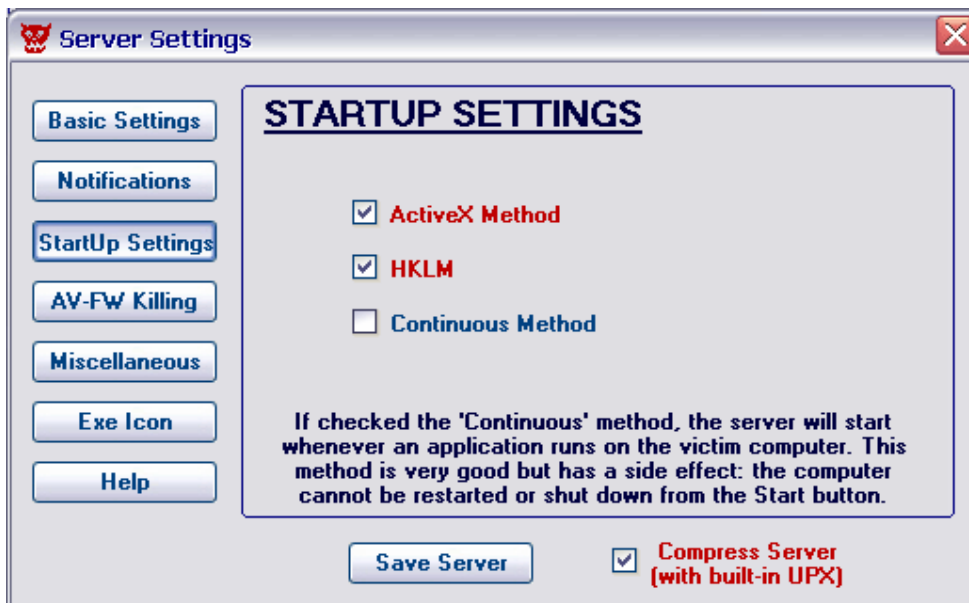 Server Settings
Basic Settings
Notifications
StartUp Settings
AV-FW Killing
Miscellaneous
Exe Icon
Help
STARTUP SETTINGS
ActiveX Method
HKLM
Continuous Method
If checked the 'Continuous' method, the server will start
whenever an application runs on the victim computer. This
method is very good but has a side effect: the computer
cannot be restarted or shut down from the Start button.
Save Server
Compress Server
(with built-in UPX)